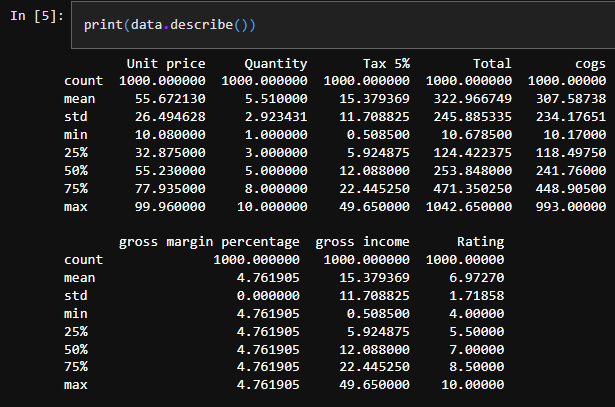 In [5]: print(data.describe())
Unit price Quantity Tax 5% Total cogs
count 1000.000000 1000.000000 1000.000000 1000.000000 1000.00000
mean 55.672130 5.510000 15.379369 322.966749 307.58738
std 26.494628 2.923431 11.708825 245.885335 234.17651
min 10.080000 1.000000 0.508500 10.678500 10.17000
25% 32.875000 3.000000 5.924875 124.422375 118.49750
50% 55.230000 5.000000 12.088000 253.848000 241.76000
75% 77.935000 8.000000 22.445250 471.350250 448.90500
max 99.960000 10.000000 49.650000 1042.650000 993.00000
gross margin percentage gross income Rating
count 1000.000000 1000.000000 1000.00000
mean 4.761905 15.379369 6.97270
std 0.000000 11.708825 1.71858
min 4.761905 0.508500 4.00000
25% 4.761905 5.924875 5.50000
50% 4.761905 12.088000 7.00000
75% 4.761905 22.445250 8.50000
max 4.761905 49.650000 10.00000